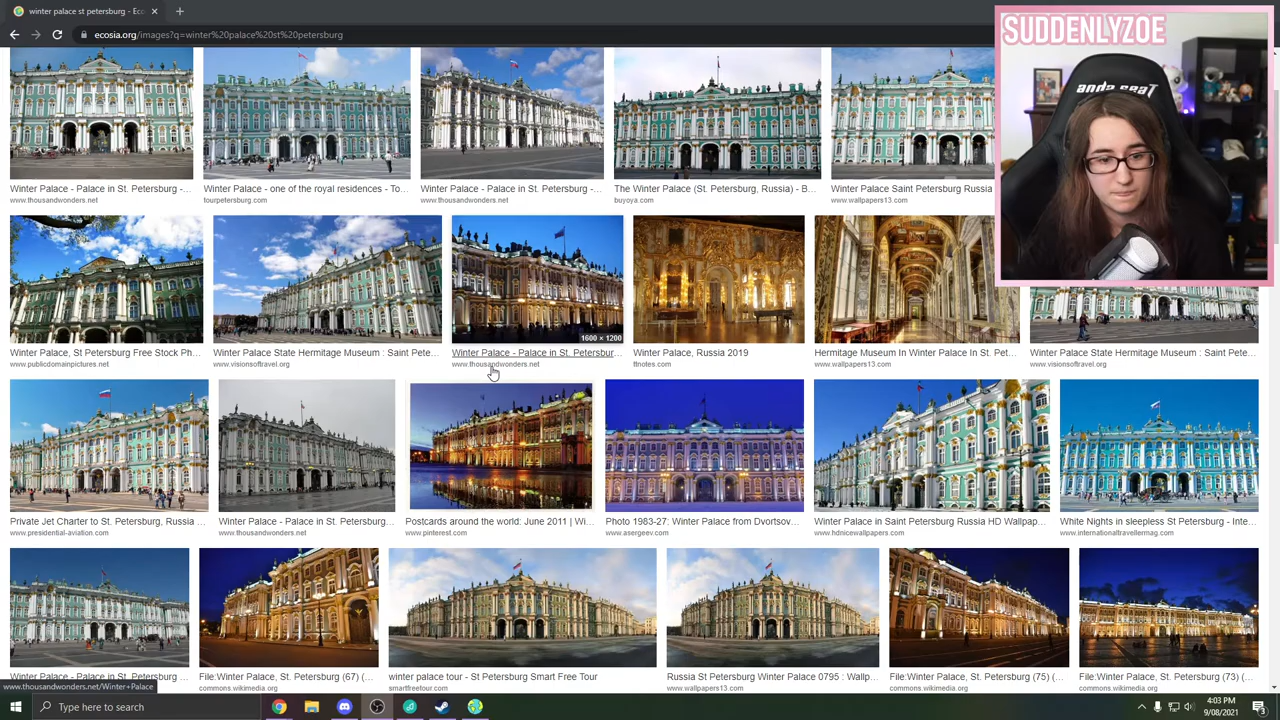 winter palace st petersburg - Eco
ecosia.org/images?q=winter%20palace%20st%20petersburg
SUDDENLYZOE
anda seaT
Winter Palace - Palace in St. Petersburg -...
www.thousandwonders.net
Winter Palace - one of the royal residences - To...
tourpetersburg.com
Winter Palace - Palace in St. Petersburg -...
www.thousandwonders.net
The Winter Palace (St. Petersburg, Russia) - B...
buyoya.com
Winter Palace Saint Petersburg Russia
www.wallpapers13.com
1600 × 1200
Winter Palace, St Petersburg Free Stock Ph...
www.publicdomainpictures.net
Winter Palace State Hermitage Museum : Saint Pete...
www.visionsoftravel.org
Winter Palace - Palace in St. Petersbur...
www.thousandwonders.net
Winter Palace, Russia 2019
ttnotes.com
Hermitage Museum In Winter Palace In St. Pet...
www.wallpapers13.com
Winter Palace State Hermitage Museum : Saint Pete...
www.visionsoftravel.org
Private Jet Charter to St. Petersburg, Russia ...
www.presidential-aviation.com
Winter Palace - Palace in St. Petersburg...
www.thousandwonders.net
Postcards around the world: June 2011 | Wi...
www.pinterest.com
Photo 1983-27: Winter Palace from Dvortsov...
www.asergeev.com
Winter Palace in Saint Petersburg Russia HD Wallpap...
www.hdnicewallpapers.com
White Nights in sleepless St Petersburg - Inte...
www.internationaltravellermag.com
Winter Palace - Palace in St. Petersburg ...
www.thousandwonders.net/Winter+Palace
File:Winter Palace, St. Petersburg (67) (...
commons.wikimedia.org
winter palace tour - St Petersburg Smart Free Tour
smartfreetour.com
Russia St Petersburg Winter Palace 0795 : Wallp...
www.wallpapers13.com
File:Winter Palace, St. Petersburg (75) (...
commons.wikimedia.org
File:Winter Palace, St. Petersburg (73) (...
commons.wikimedia.org
Type here to search
4:03 PM
9/08/2021
3